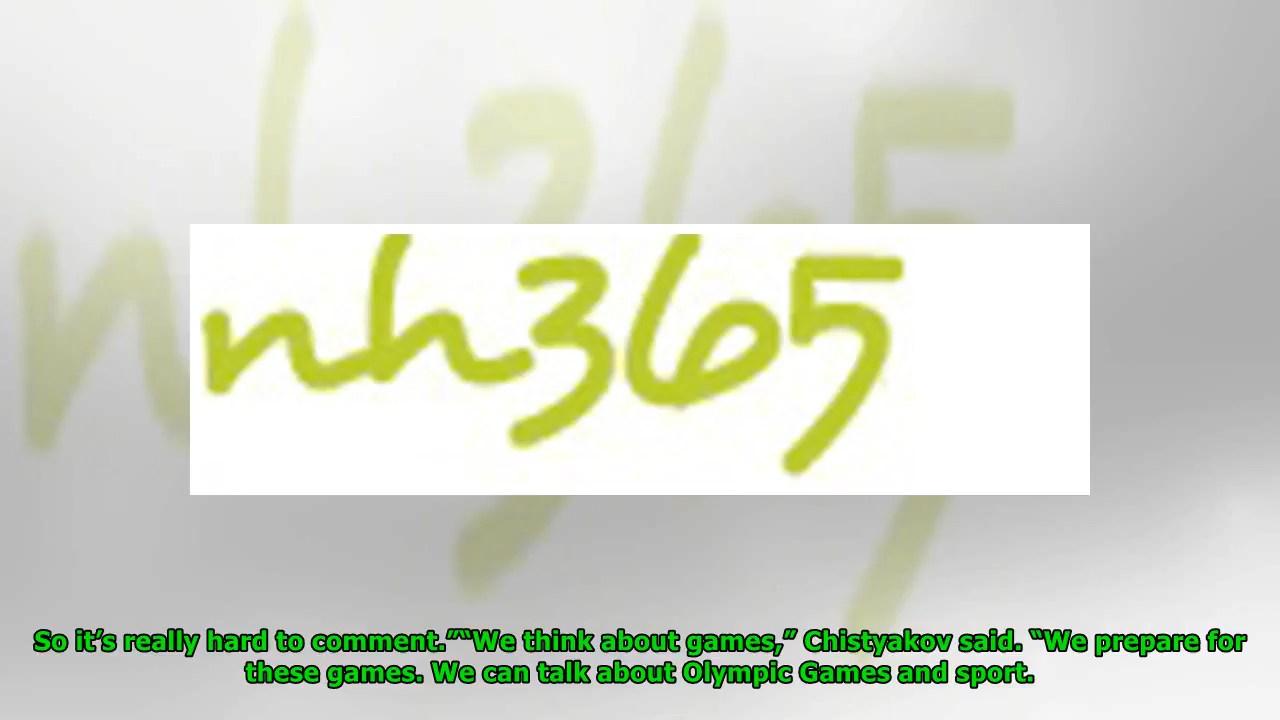 nh365
nh365
So it’s really hard to comment.”“We think about games,” Chistyakov said. “We prepare for
these games. We can talk about Olympic Games and sport.